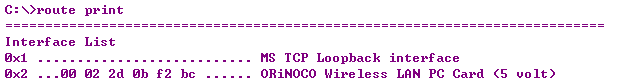 C:\>route print
===========================================================================
Interface List
0x1 ........................... MS TCP Loopback interface
0x2 ...00 02 2d 0b f2 bc ...... ORiNOCO Wireless LAN PC Card (5 volt)